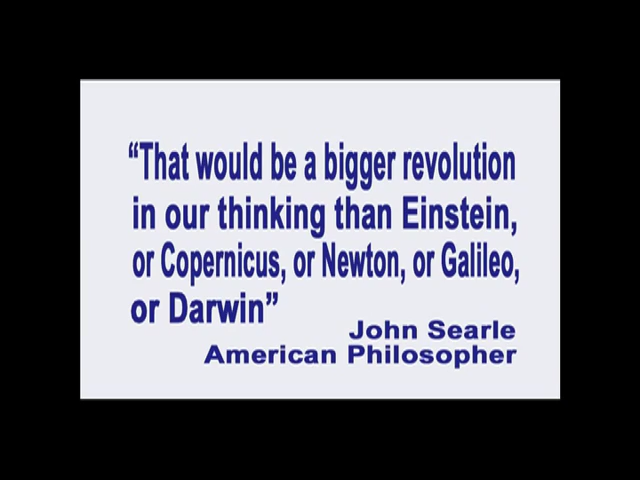 “That would be a bigger revolution
in our thinking than Einstein,
or Copernicus, or Newton, or Galileo,
or Darwin”
John Searle
American Philosopher